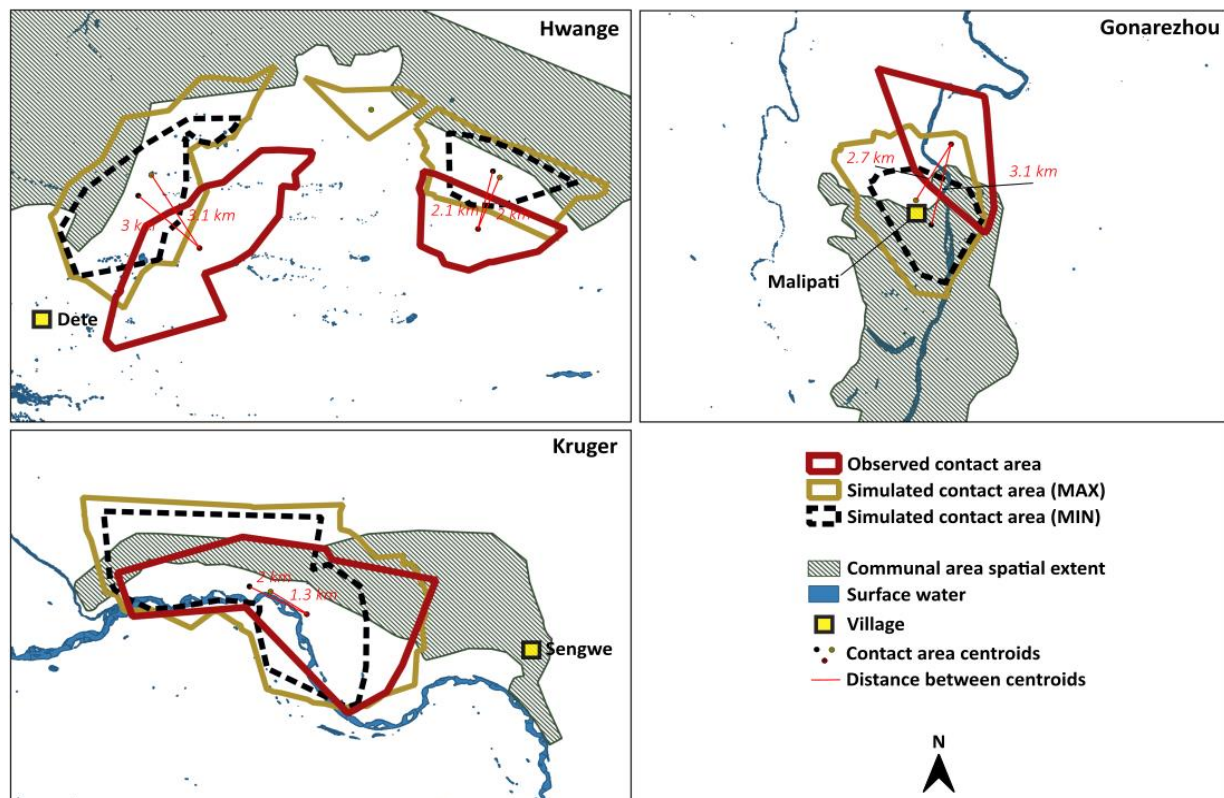 Hwange
3 km
3.1 km
2.1 km
2 km
Dete
Gonarezhou
2.7 km
3.1 km
Malipati
Kruger
2 km
1.3 km
Sengwe
Observed contact area
Simulated contact area (MAX)
Simulated contact area (MIN)
Communal area spatial extent
Surface water
Village
Contact area centroids
Distance between centroids
N